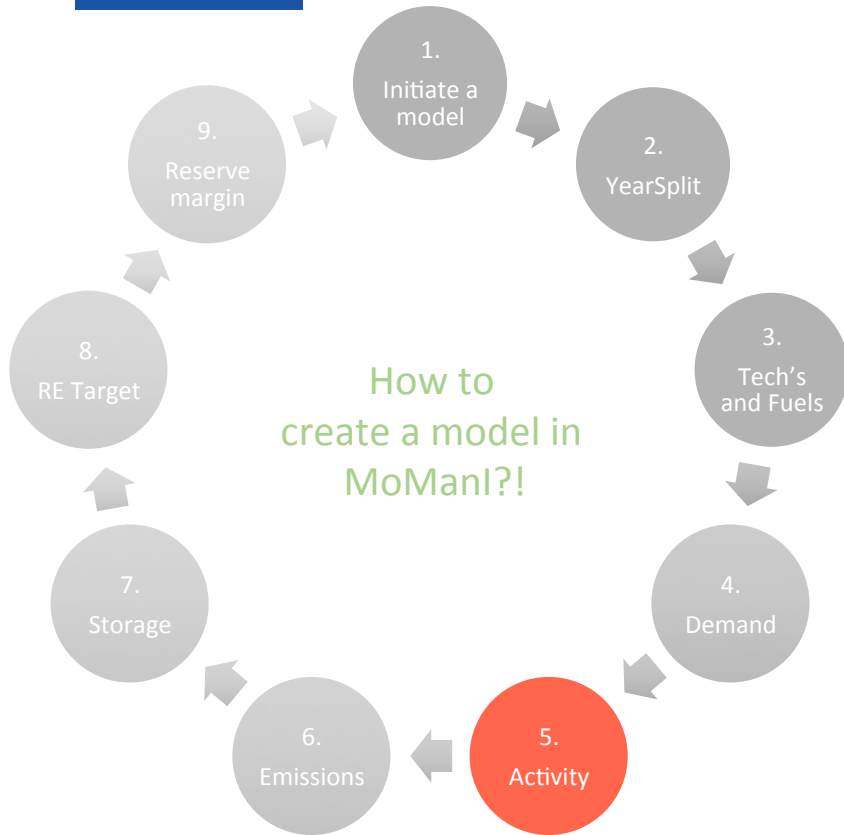 1.
Initiate a
model
2.
YearSplit
3.
Tech's
and Fuels
4.
Demand
5.
Activity
6.
Emissions
7.
Storage
8.
RE Target
9.
Reserve
margin
How to
create a model in
MoManI?!